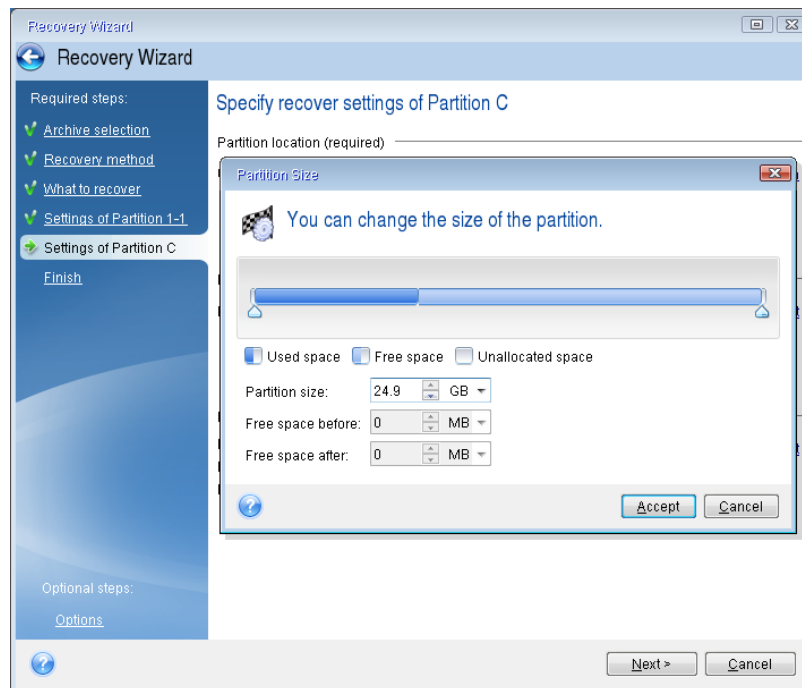 Recovery Wizard
Recovery Wizard
Required steps:
Archive selection
Recovery method
What to recover
Settings of Partition 1-1
Settings of Partition C
Finish
Optional steps:
Options
Specify recover settings of Partition C
Partition location (required)
Partition Size
You can change the size of the partition.
Used space Free space Unallocated space
Partition size: 24.9 GB
Free space before: 0 MB
Free space after: 0 MB
Accept Cancel
Next > Cancel